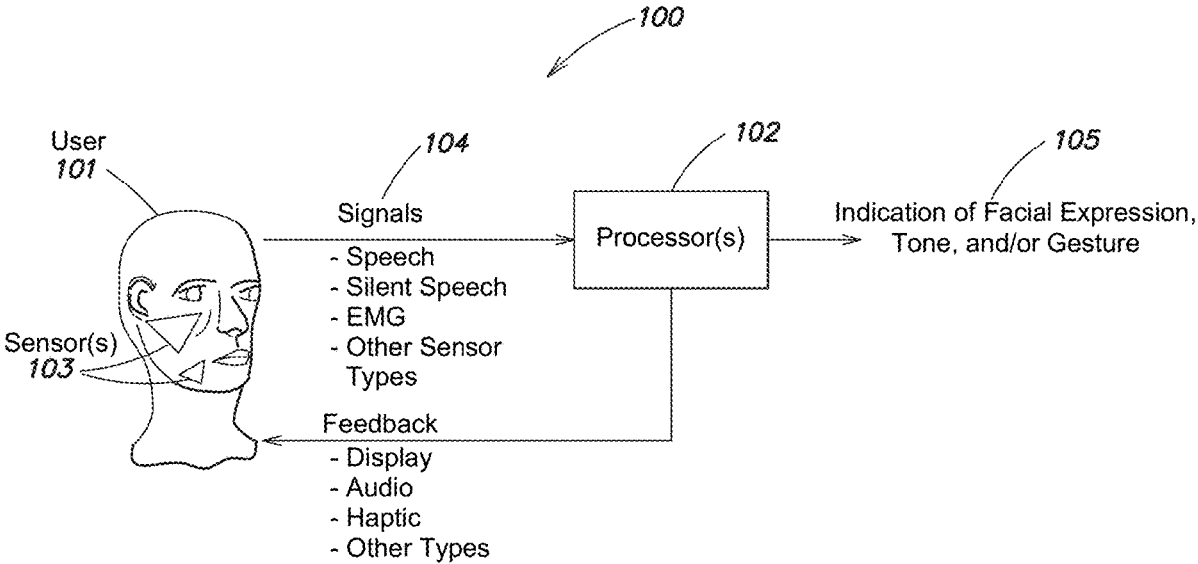 100
User
101
104
102
105
Signals
- Speech
- Silent Speech
- EMG
- Other Sensor
Types
Processor(s)
Indication of Facial Expression,
Tone, and/or Gesture
Sensor(s)
103
Feedback
- Display
- Audio
- Haptic
- Other Types